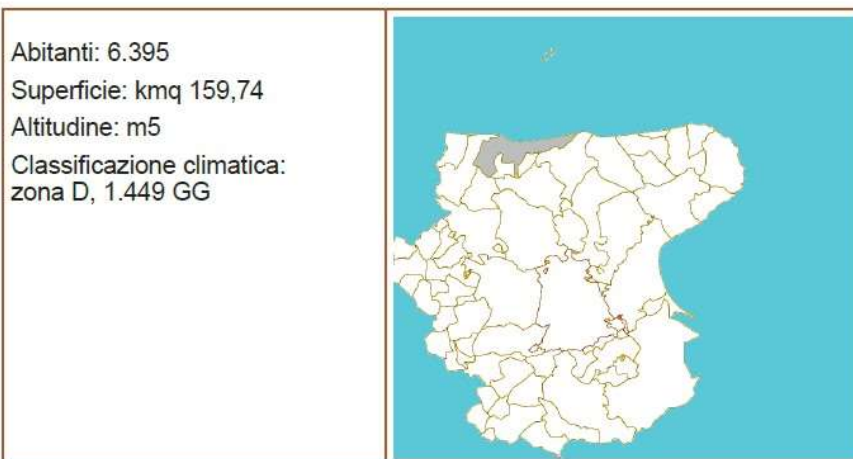 Abitanti: 6.395
Superficie: kmq 159,74
Altitudine: m5
Classificazione climatica:
zona D, 1.449 GG